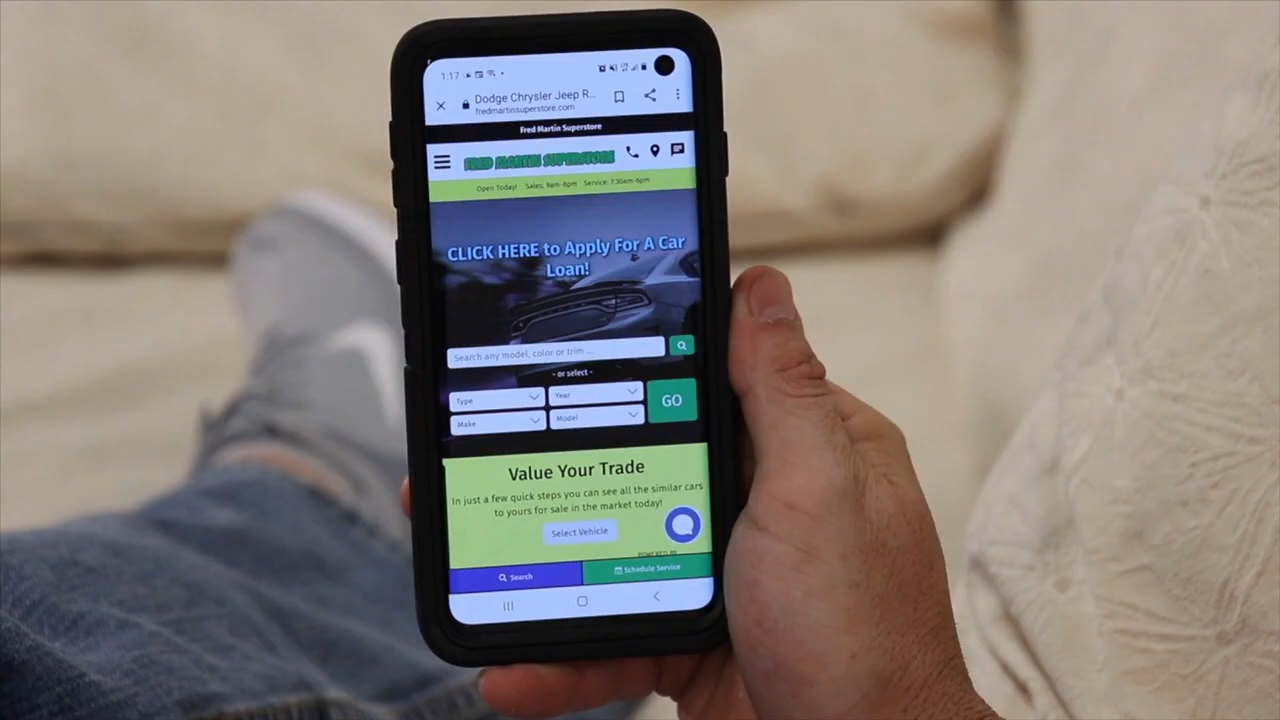 1:17
Dodge Chrysler Jeep R...
fredmartinsuperstore.com
Fred Martin Superstore
FRED MARTIN SUPERSTORE
Open Today! Sales: 9am-8pm Service: 7:30am-6pm
CLICK HERE to Apply For A Car
Loan!
Search any model, color or trim ...
- or select -
Type
Year
GO
Make
Model
Value Your Trade
In just a few quick steps you can see all the similar cars
to yours for sale in the market today!
Select Vehicle
POWERED BY
Search
Schedule Service